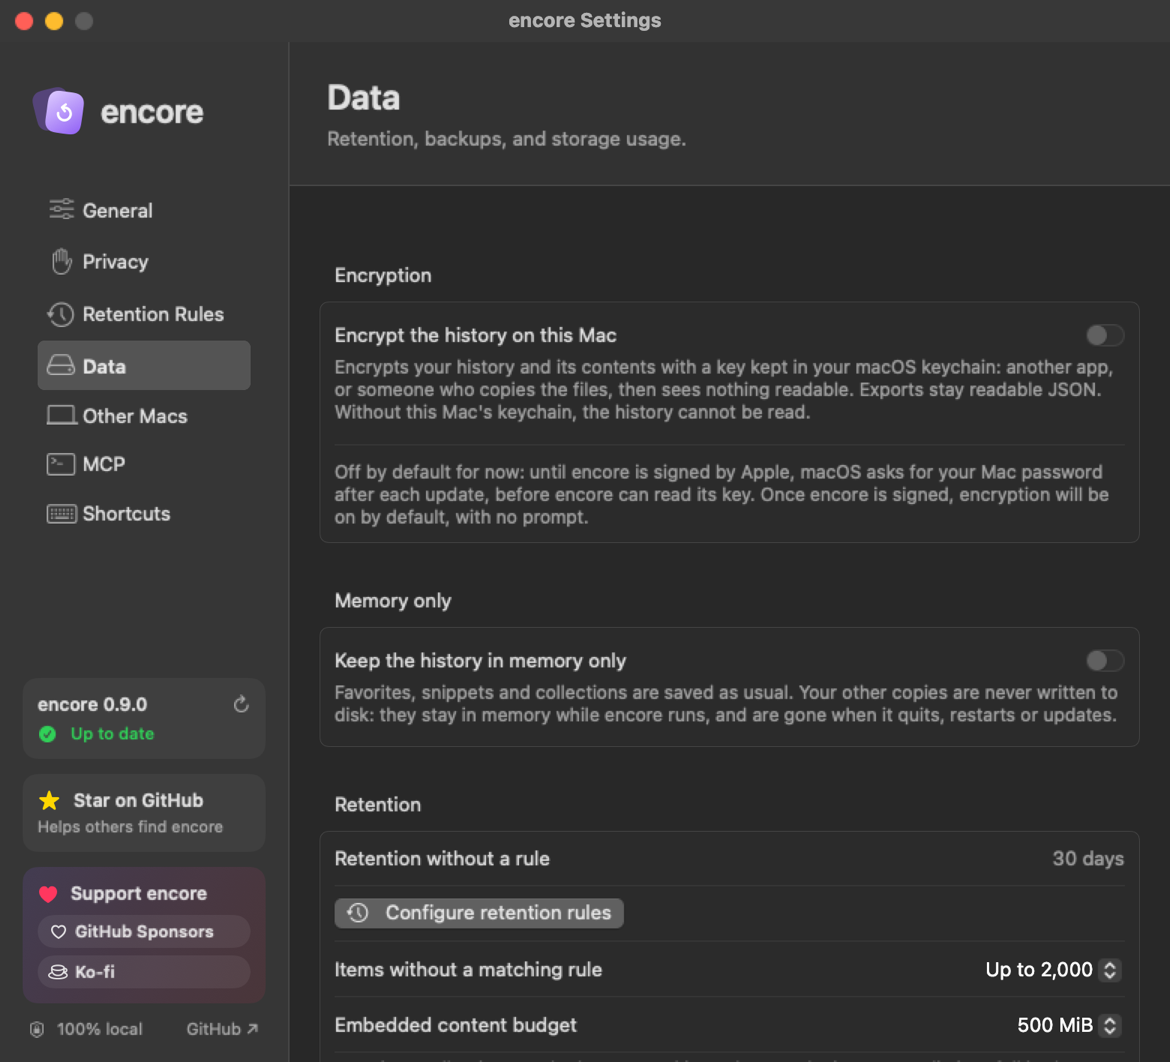 encore Settings
encore
General
Privacy
Retention Rules
Data
Other Macs
MCP
Shortcuts
encore 0.9.0
Up to date
Star on GitHub
Helps others find encore
Support encore
GitHub Sponsors
Ko-fi
100% local
GitHub ↗
Data
Retention, backups, and storage usage.
Encryption
Encrypt the history on this Mac
Encrypts your history and its contents with a key kept in your macOS keychain: another app,
or someone who copies the files, then sees nothing readable. Exports stay readable JSON.
Without this Mac's keychain, the history cannot be read.
Off by default for now: until encore is signed by Apple, macOS asks for your Mac password
after each update, before encore can read its key. Once encore is signed, encryption will be
on by default, with no prompt.
Memory only
Keep the history in memory only
Favorites, snippets and collections are saved as usual. Your other copies are never written to
disk: they stay in memory while encore runs, and are gone when it quits, restarts or updates.
Retention
Retention without a rule
30 days
Configure retention rules
Items without a matching rule
Up to 2,000
Embedded content budget
500 MiB